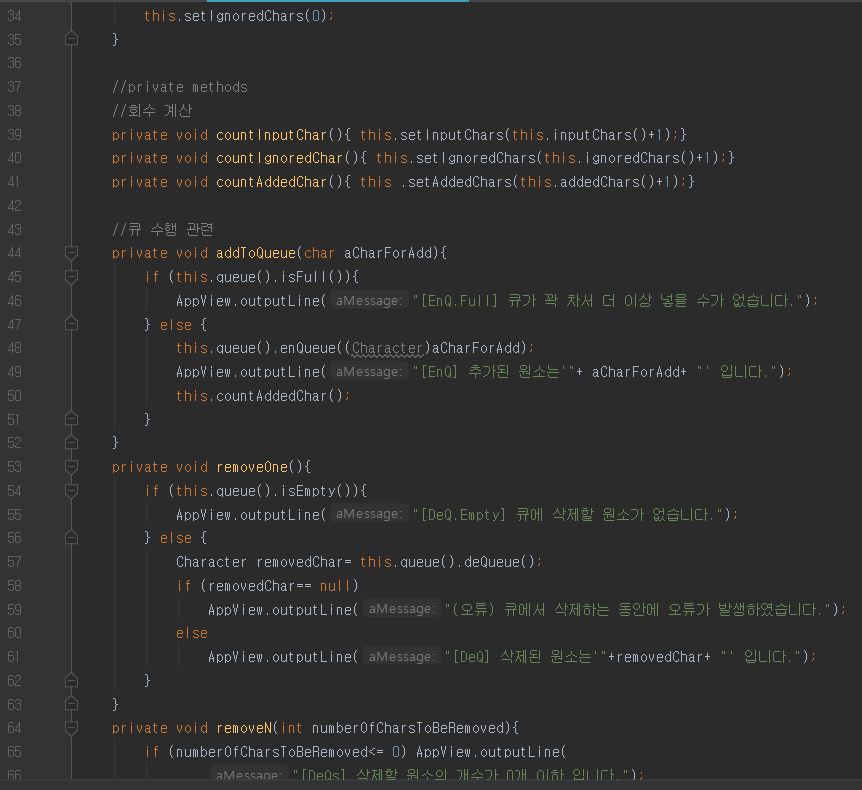 34 this.setIgnoredChars(0);
35 }
36
37 //private methods
38 //회수 계산
39 private void countInputChar(){ this.setInputChars(this.inputChars()+1);}
40 private void countIgnoredChar(){ this.setIgnoredChars(this.ignoredChars()+1);}
41 private void countAddedChar(){ this .setAddedChars(this.addedChars()+1);}
42
43 //큐 수행 관련
44 private void addToQueue(char aCharForAdd){
45 if (this.queue().isFull()){
46 AppView.outputLine( aMessage: "[EnQ.Full] 큐가 꽉 차서 더 이상 넣을 수가 없습니다.");
47 } else {
48 this.queue().enQueue((Character)aCharForAdd);
49 AppView.outputLine( aMessage: "[EnQ] 추가된 원소는'"+ aCharForAdd+ "' 입니다.");
50 this.countAddedChar();
51 }
52 }
53 private void removeOne(){
54 if (this.queue().isEmpty()){
55 AppView.outputLine( aMessage: "[DeQ.Empty] 큐에 삭제할 원소가 없습니다.");
56 } else {
57 Character removedChar= this.queue().deQueue();
58 if (removedChar== null)
59 AppView.outputLine( aMessage: "(오류) 큐에서 삭제하는 동안에 오류가 발생하였습니다.");
60 else
61 AppView.outputLine( aMessage: "[DeQ] 삭제된 원소는'"+removedChar+ "' 입니다.");
62 }
63 }
64 private void removeN(int numberOfCharsToBeRemoved){
65 if (numberOfCharsToBeRemoved<= 0) AppView.outputLine(
66 aMessage: "[DeQs] 삭제할 원소의 개수가 0개 이하 입니다.");